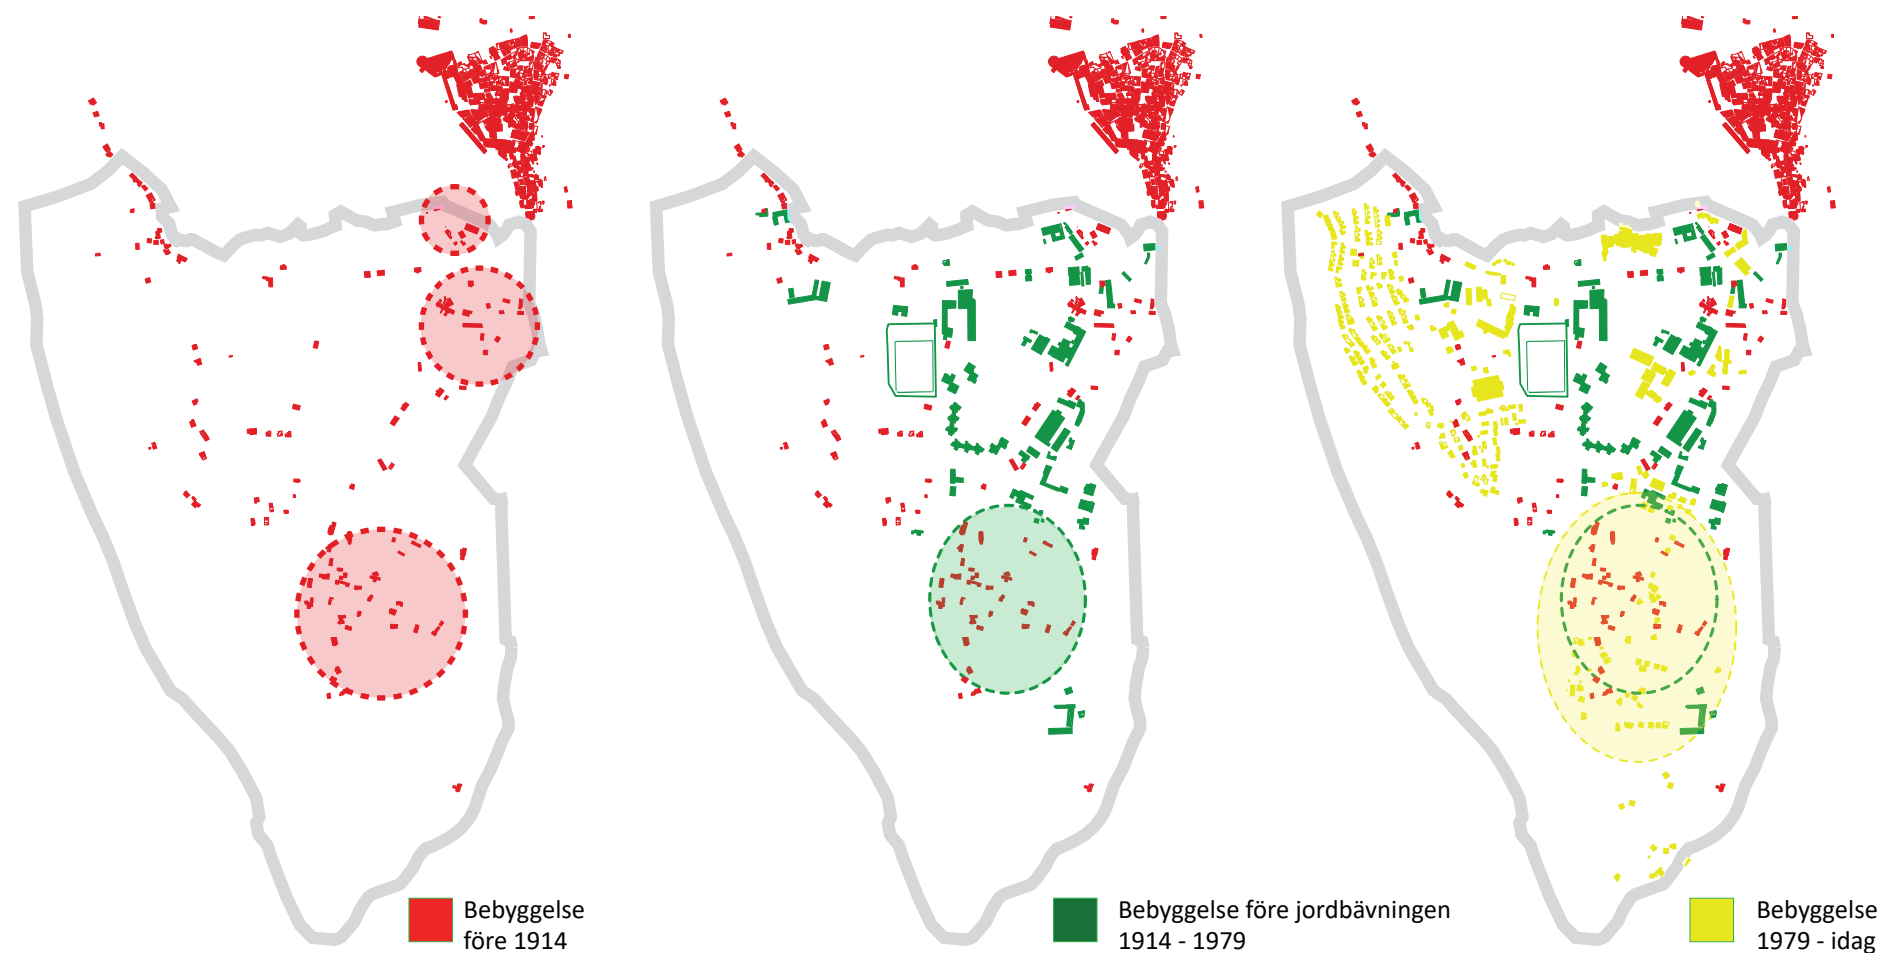 Bebyggelse
före 1914
Bebyggelse före jordbävningen
1914 - 1979
Bebyggelse
1979 - idag